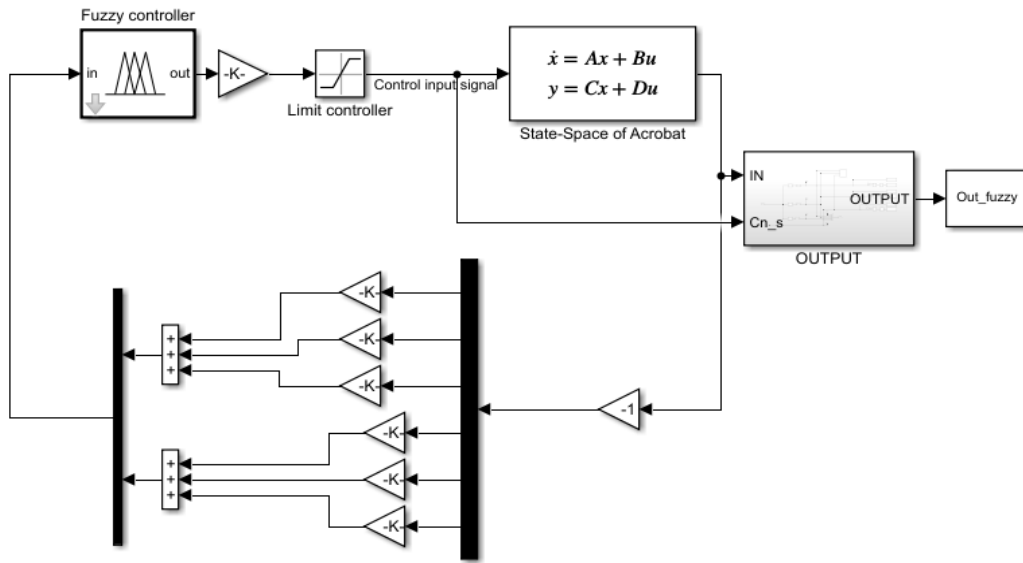 Fuzzy controller
in
out
-K-
Limit controller
Control input signal
ẋ = Ax + Bu
y = Cx + Du
State-Space of Acrobat
IN
Cn_s
OUTPUT
OUTPUT
Out_fuzzy
-K-
-K-
-K-
+
+
+
-1
-K-
-K-
-K-
+
+
+